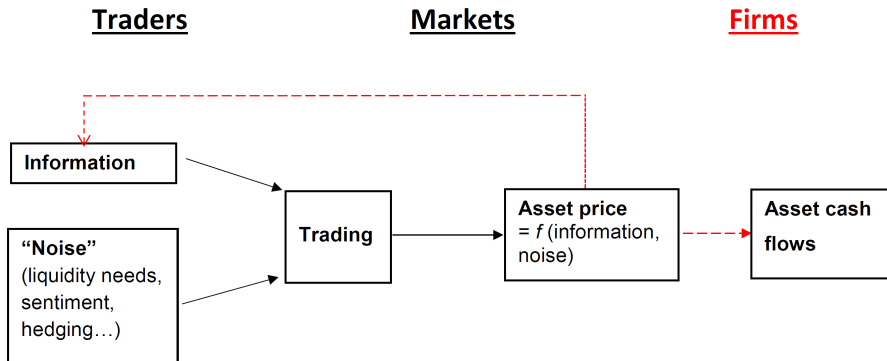 Traders
Markets
Firms
Information
“Noise”
(liquidity needs,
sentiment,
hedging…)
Trading
Asset price
= f (information,
noise)
Asset cash
flows